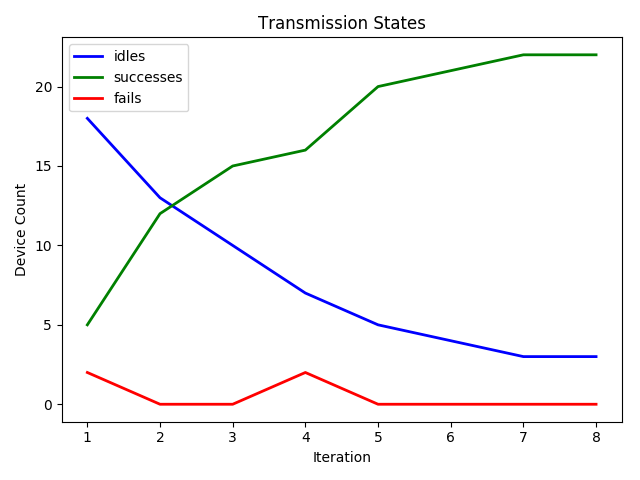 Transmission States
idles
successes
fails
20
15
10
5
0
Device Count
1 2 3 4 5 6 7 8
Iteration